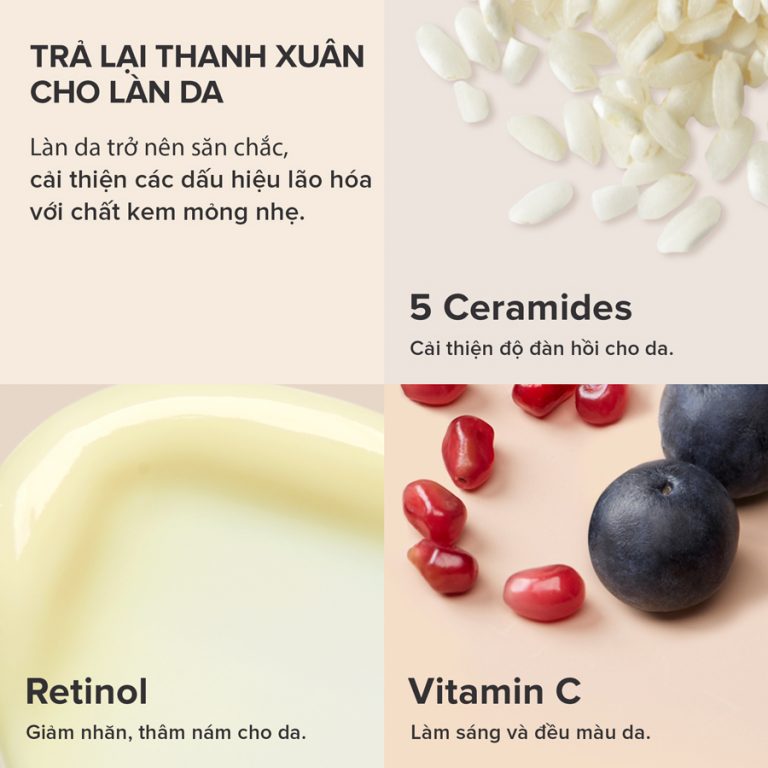 TRẢ LẠI THANH XUÂN
CHO LÀN DA
Làn da trở nên săn chắc,
cải thiện các dấu hiệu lão hóa
với chất kem mỏng nhẹ.
5 Ceramides
Cải thiện độ đàn hồi cho da.
Retinol
Giảm nhăn, thâm nám cho da.
Vitamin C
Làm sáng và đều màu da.